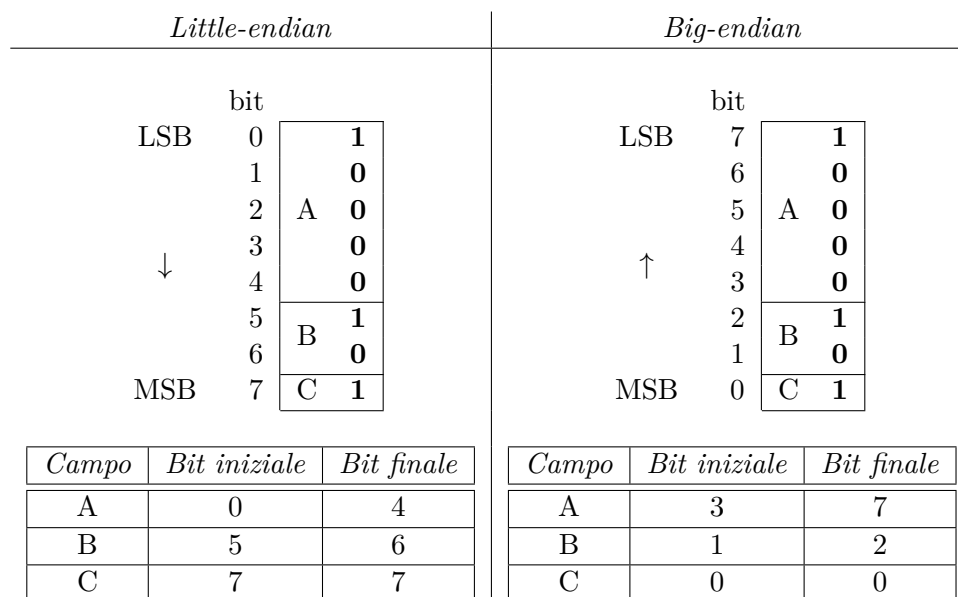 Little-endian Big-endian
bit bit
LSB 0 1 LSB 7 1
1 0 6 0
2 A 0 5 A 0
3 0 4 0
↓ ↑
4 0 3 0
5 1 2 1
B B
6 0 1 0
MSB 7 C 1 MSB 0 C 1
Campo Bit iniziale Bit finale Campo Bit iniziale Bit finale
A 0 4 A 3 7
B 5 6 B 1 2
C 7 7 C 0 0